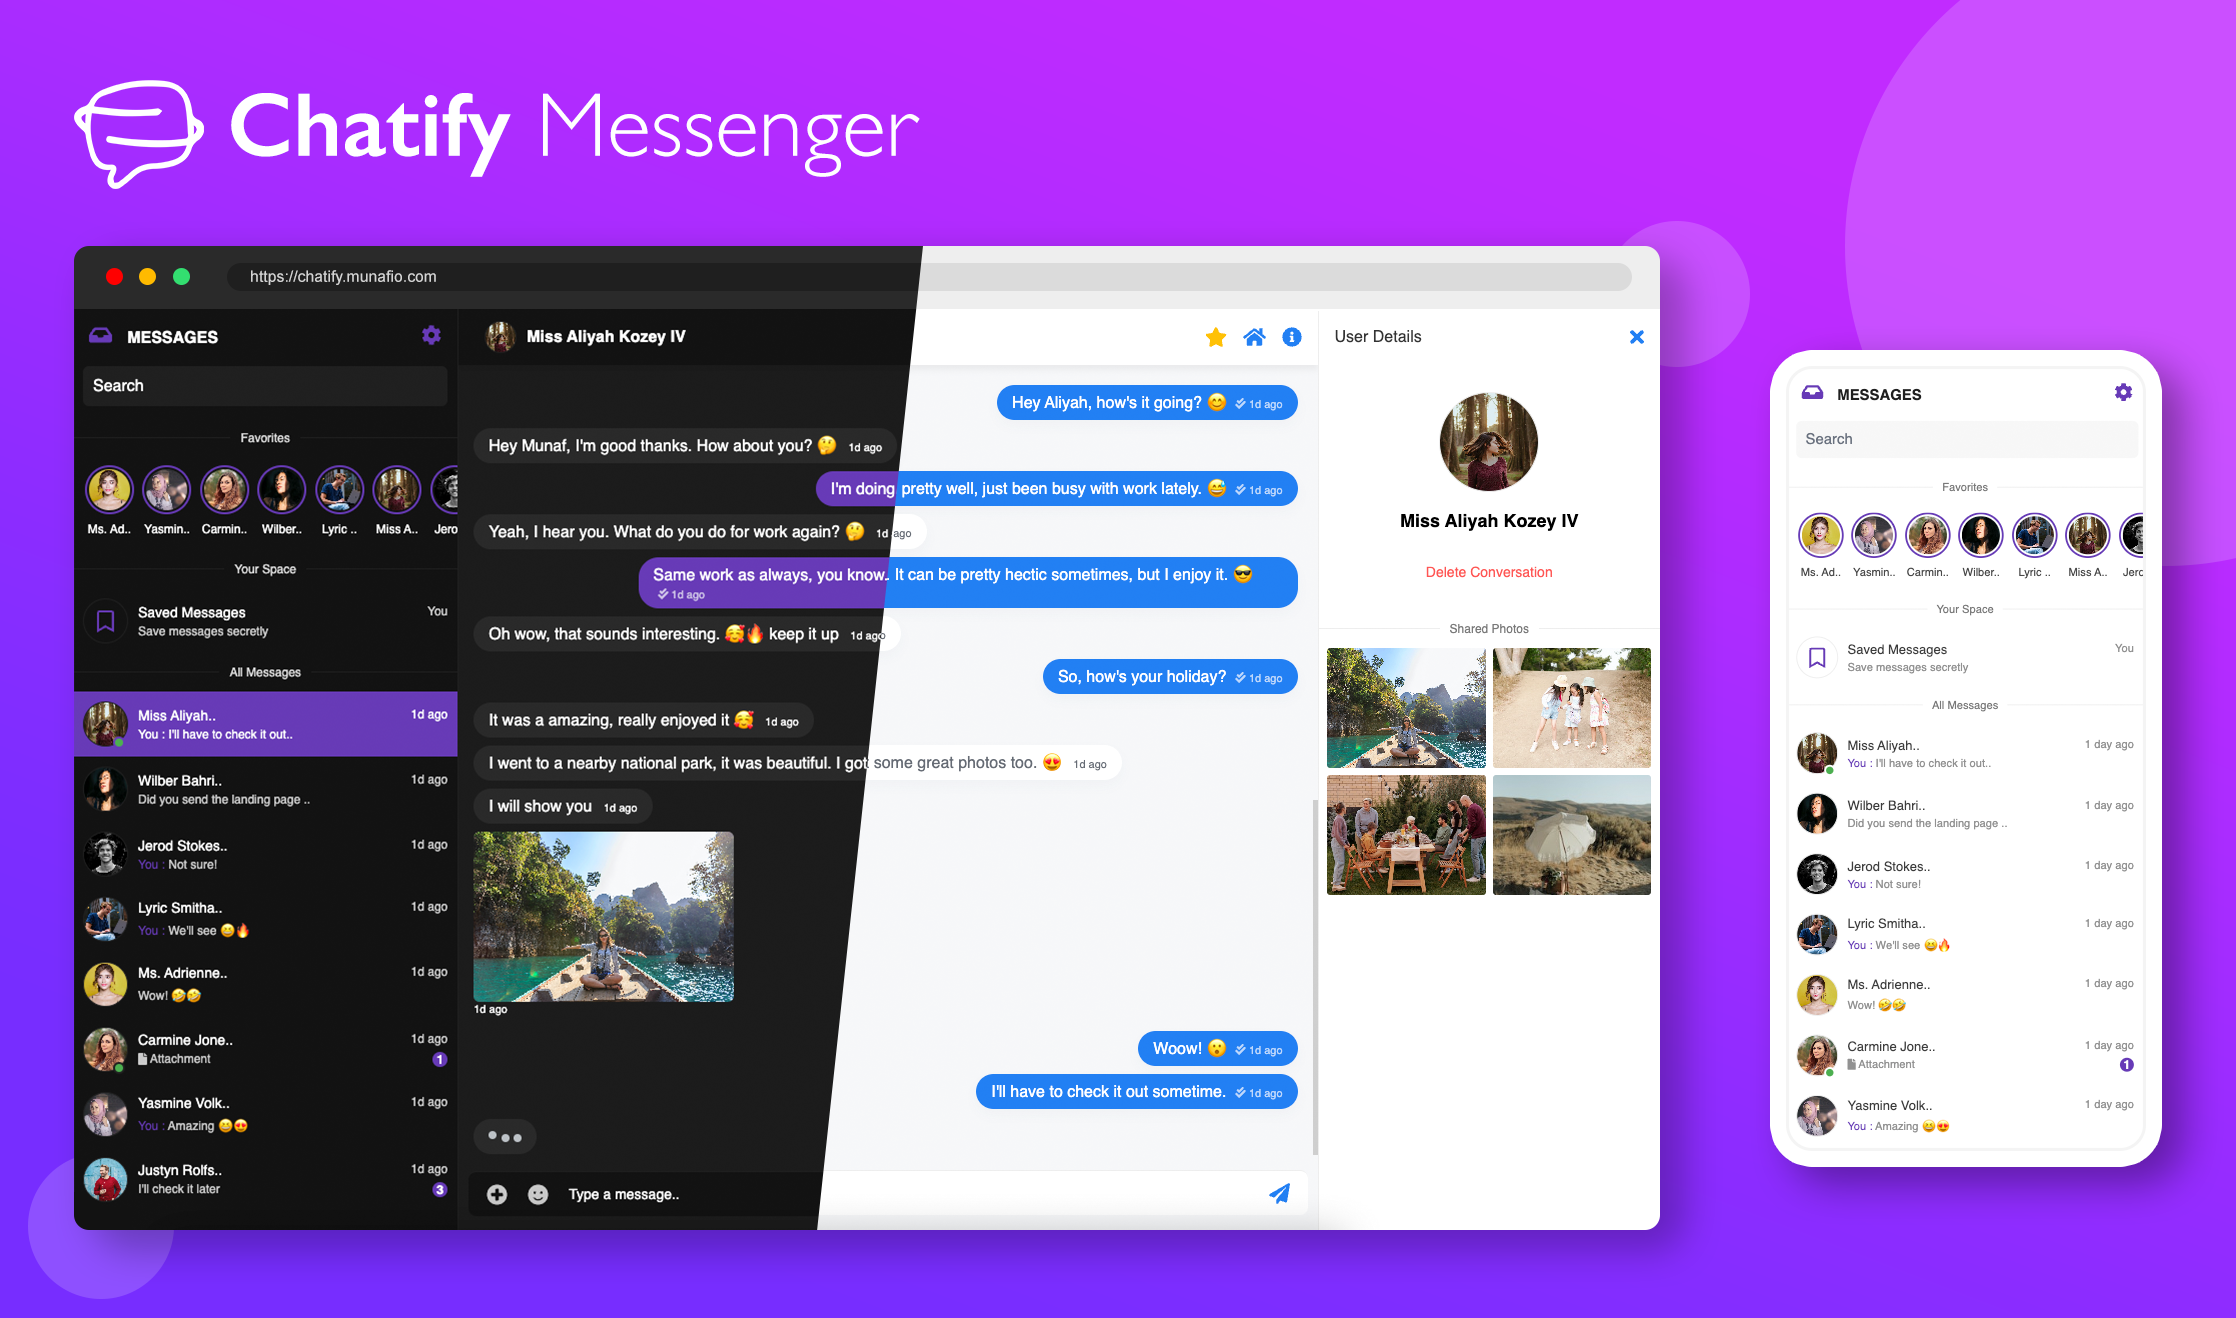 Chatify Messenger
https://chatify.munafio.com
MESSAGES
Search
Favorites
Ms. Ad..
Yasmin..
Carmin..
Wilber..
Lyric ..
Miss A..
Jero
Your Space
Saved Messages
You
Save messages secretly
All Messages
Miss Aliyah..
1d ago
You : I'll have to check it out..
Wilber Bahri..
1d ago
Did you send the landing page ..
Jerod Stokes..
1d ago
You : Not sure!
Lyric Smitha..
1d ago
You : We'll see 😄🔥
Ms. Adrienne..
1d ago
Wow! 🤣🤣
Carmine Jone..
1d ago
Attachment
1
Yasmine Volk..
1d ago
You : Amazing 😄😍
Justyn Rolfs..
1d ago
I'll check it later
3
Miss Aliyah Kozey IV
Hey Aliyah, how's it going? 😊 1d ago
Hey Munaf, I'm good thanks. How about you? 🤔 1d ago
I'm doing pretty well, just been busy with work lately. 😅 1d ago
Yeah, I hear you. What do you do for work again? 🤔 1d ago
Same work as always, you know. It can be pretty hectic sometimes, but I enjoy it. 😎
1d ago
Oh wow, that sounds interesting. 🥰🔥 keep it up 1d ago
So, how's your holiday? 1d ago
It was a amazing, really enjoyed it 🥰 1d ago
I went to a nearby national park, it was beautiful. I got some great photos too. 😍 1d ago
I will show you 1d ago
1d ago
Woow! 😮 1d ago
I'll have to check it out sometime. 1d ago
Type a message..
User Details
Miss Aliyah Kozey IV
Delete Conversation
Shared Photos
MESSAGES
Search
Favorites
Ms. Ad..
Yasmin..
Carmin..
Wilber..
Lyric ..
Miss A..
Jerc
Your Space
Saved Messages
You
Save messages secretly
All Messages
Miss Aliyah..
1 day ago
You : I'll have to check it out..
Wilber Bahri..
1 day ago
Did you send the landing page ..
Jerod Stokes..
1 day ago
You : Not sure!
Lyric Smitha..
1 day ago
You : We'll see 😄🔥
Ms. Adrienne..
1 day ago
Wow! 🤣🤣
Carmine Jone..
1 day ago
Attachment
1
Yasmine Volk..
1 day ago
You : Amazing 😄😍